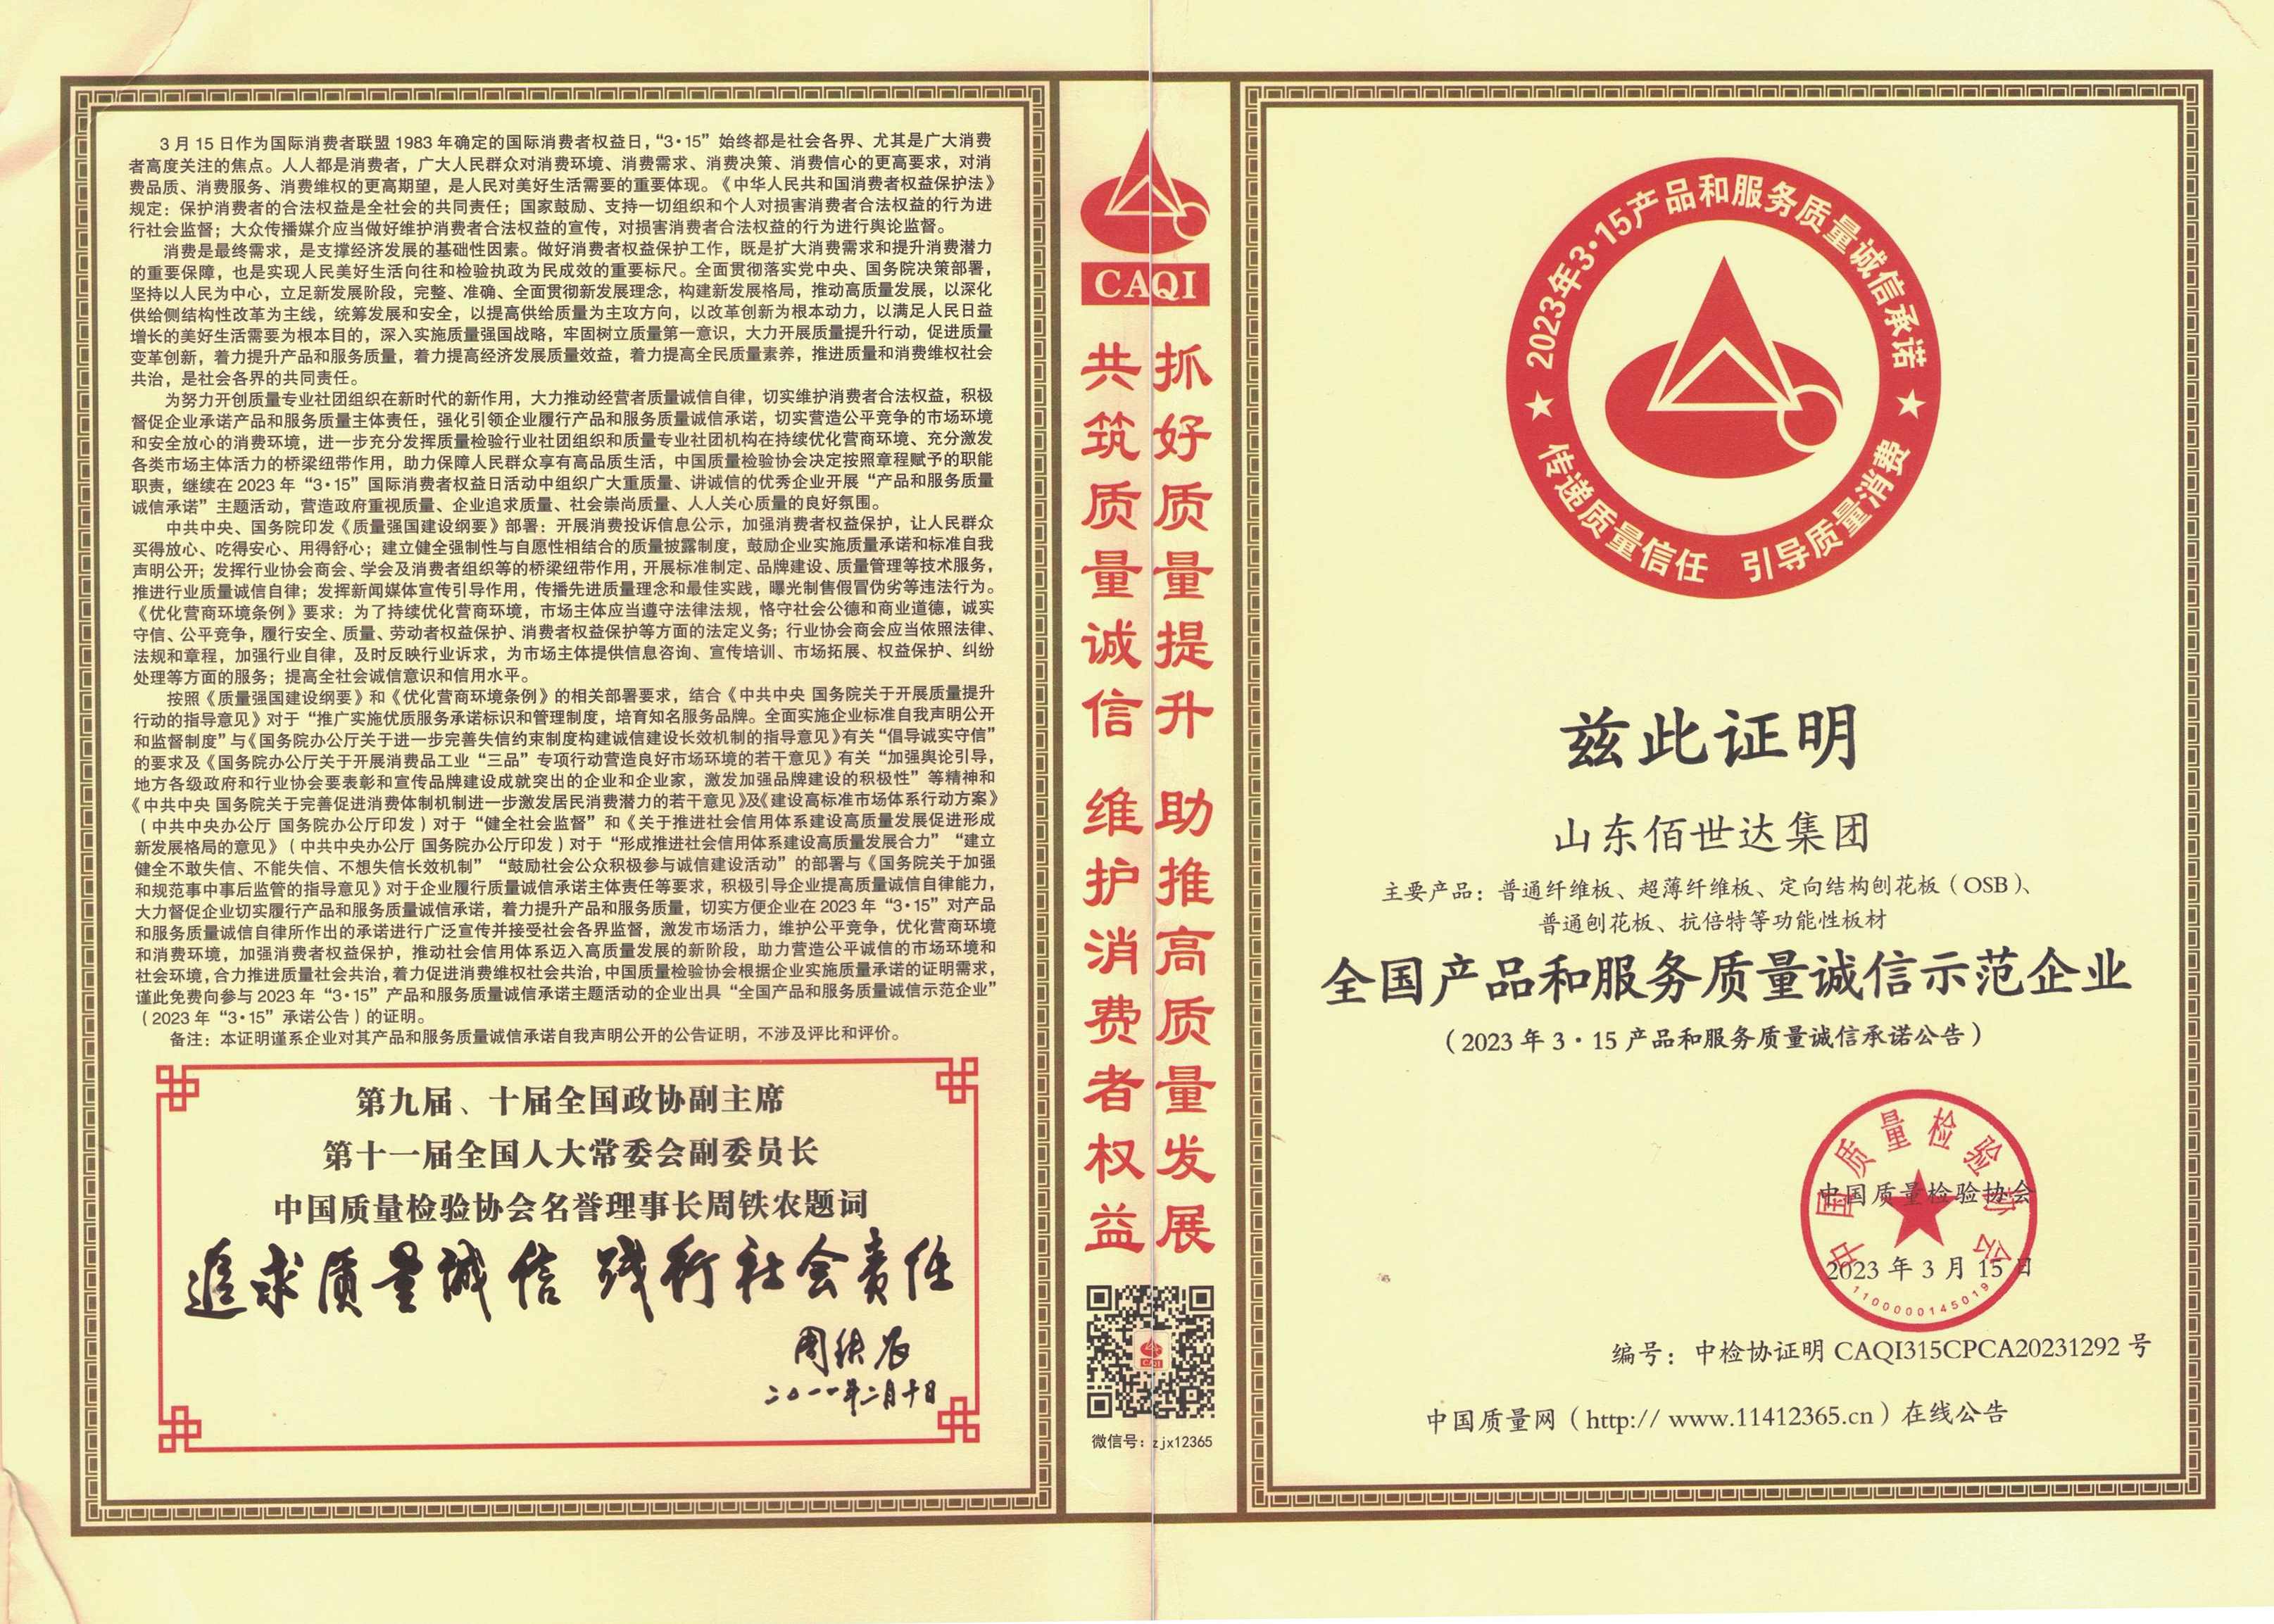 3 月 15 日作为国际消费者联盟 1983 年确定的国际消费者权益日，“3·15”始终都是社会各界、尤其是广大消费
者高度关注的焦点。人人都是消费者，广大人民群众对消费环境、消费需求、消费决策、消费信心的更高要求，对消
费品质、消费服务、消费维权的更高期望，是人民对美好生活需要的重要体现。《中华人民共和国消费者权益保护法》
规定：保护消费者的合法权益是全社会的共同责任；国家鼓励、支持一切组织和个人对损害消费者合法权益的行为进
行社会监督；大众传播媒介应当做好维护消费者合法权益的宣传，对损害消费者合法权益的行为进行舆论监督。
消费是最终需求，是支撑经济发展的基础性因素。做好消费者权益保护工作，既是扩大消费需求和提升消费潜力
的重要保障，也是实现人民美好生活向往和检验执政为民成效的重要标尺。全面贯彻落实党中央、国务院决策部署，
坚持以人民为中心，立足新发展阶段，完整、准确、全面贯彻新发展理念，构建新发展格局，推动高质量发展，以深化
供给侧结构性改革为主线，统筹发展和安全，以提高供给质量为主攻方向，以改革创新为根本动力，以满足人民日益
增长的美好生活需要为根本目的，深入实施质量强国战略，牢固树立质量第一意识，大力开展质量提升行动，促进质量
变革创新，着力提升产品和服务质量，着力提高经济发展质量效益，着力提高全民质量素养，推进质量和消费维权社会
共治，是社会各界的共同责任。
为努力开创质量专业社团组织在新时代的新作用，大力推动经营者质量诚信自律，切实维护消费者合法权益，积极
督促企业承诺产品和服务质量主体责任，强化引领企业履行产品和服务质量诚信承诺，切实营造公平竞争的市场环境
和安全放心的消费环境，进一步充分发挥质量检验行业社团组织和质量专业社团机构在持续优化营商环境、充分激发
各类市场主体活力的桥梁纽带作用，助力保障人民群众享有高品质生活，中国质量检验协会决定按照章程赋予的职能
职责，继续在 2023 年“3·15”国际消费者权益日活动中组织广大重质量、讲诚信的优秀企业开展“产品和服务质量
诚信承诺”主题活动，营造政府重视质量、企业追求质量、社会崇尚质量、人人关心质量的良好氛围。
中共中央、国务院印发《质量强国建设纲要》部署：开展消费投诉信息公示，加强消费者权益保护，让人民群众
买得放心、吃得安心、用得舒心；建立健全强制性与自愿性相结合的质量披露制度，鼓励企业实施质量承诺和标准自我
声明公开；发挥行业协会商会、学会及消费者组织等的桥梁纽带作用，开展标准制定、品牌建设、质量管理等技术服务，
推进行业质量诚信自律；发挥新闻媒体宣传引导作用，传播先进质量理念和最佳实践，曝光制售假冒伪劣等违法行为。
《优化营商环境条例》要求：为了持续优化营商环境，市场主体应当遵守法律法规，恪守社会公德和商业道德，诚实
守信、公平竞争，履行安全、质量、劳动者权益保护、消费者权益保护等方面的法定义务；行业协会商会应当依照法律、
法规和章程，加强行业自律，及时反映行业诉求，为市场主体提供信息咨询、宣传培训、市场拓展、权益保护、纠纷
处理等方面的服务；提高全社会诚信意识和信用水平。
按照《质量强国建设纲要》和《优化营商环境条例》的相关部署要求，结合《中共中央 国务院关于开展质量提升
行动的指导意见》对于“推广实施优质服务承诺标识和管理制度，培育知名服务品牌。全面实施企业标准自我声明公开
和监督制度”与《国务院办公厅关于进一步完善失信约束制度构建诚信建设长效机制的指导意见》有关“倡导诚实守信”
的要求及《国务院办公厅关于开展消费品工业“三品”专项行动营造良好市场环境的若干意见》有关“加强舆论引导，
地方各级政府和行业协会要表彰和宣传品牌建设成就突出的企业和企业家，激发加强品牌建设的积极性”等精神和
《中共中央 国务院关于完善促进消费体制机制进一步激发居民消费潜力的若干意见》及《建设高标准市场体系行动方案》
（中共中央办公厅 国务院办公厅印发）对于“健全社会监督”和《关于推进社会信用体系建设高质量发展促进形成
新发展格局的意见》（中共中央办公厅 国务院办公厅印发）对于“形成推进社会信用体系建设高质量发展合力”“建立
健全不敢失信、不能失信、不想失信长效机制”“鼓励社会公众积极参与诚信建设活动”的部署与《国务院关于加强
和规范事中事后监管的指导意见》对于企业履行质量诚信承诺主体责任等要求，积极引导企业提高质量诚信自律能力，
大力督促企业切实履行产品和服务质量诚信承诺，着力提升产品和服务质量，切实方便企业在 2023 年“3·15”对产品
和服务质量诚信自律所作出的承诺进行广泛宣传并接受社会各界监督，激发市场活力，维护公平竞争，优化营商环境
和消费环境，加强消费者权益保护，推动社会信用体系迈入高质量发展的新阶段，助力营造公平诚信的市场环境和
社会环境，合力推进质量社会共治，着力促进消费维权社会共治，中国质量检验协会根据企业实施质量承诺的证明需求，
谨此免费向参与 2023 年“3·15”产品和服务质量诚信承诺主题活动的企业出具“全国产品和服务质量诚信示范企业”
（2023 年“3·15”承诺公告）的证明。
备注：本证明谨系企业对其产品和服务质量诚信承诺自我声明公开的公告证明，不涉及评比和评价。
第九届、十届全国政协副主席
第十一届全国人大常委会副委员长
中国质量检验协会名誉理事长周铁农题词
追求质量诚信 践行社会责任
周铁农
二〇一一年二月十日
CAQI
抓好质量提升 助推高质量发展
共筑质量诚信 维护消费者权益
CAQI
微信号：zjx12365
2023年3·15产品和服务质量诚信承诺
传递质量信任 引导质量消费
兹此证明
山东佰世达集团
主要产品：普通纤维板、超薄纤维板、定向结构刨花板（OSB）、
普通刨花板、抗倍特等功能性板材
全国产品和服务质量诚信示范企业
（2023 年 3·15 产品和服务质量诚信承诺公告）
中国质量检验协会
中国质量检验协会
2023 年 3 月 15 日
1100000145019
编号：中检协证明 CAQI315CPCA20231292 号
中国质量网（http:// www.11412365.cn）在线公告